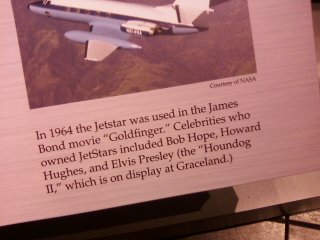 Courtesy of NASA
In 1964 the Jetstar was used in the James
Bond movie “Goldfinger.” Celebrities who
owned JetStars included Bob Hope, Howard
Hughes, and Elvis Presley (the “Houndog
II,” which is on display at Graceland.)